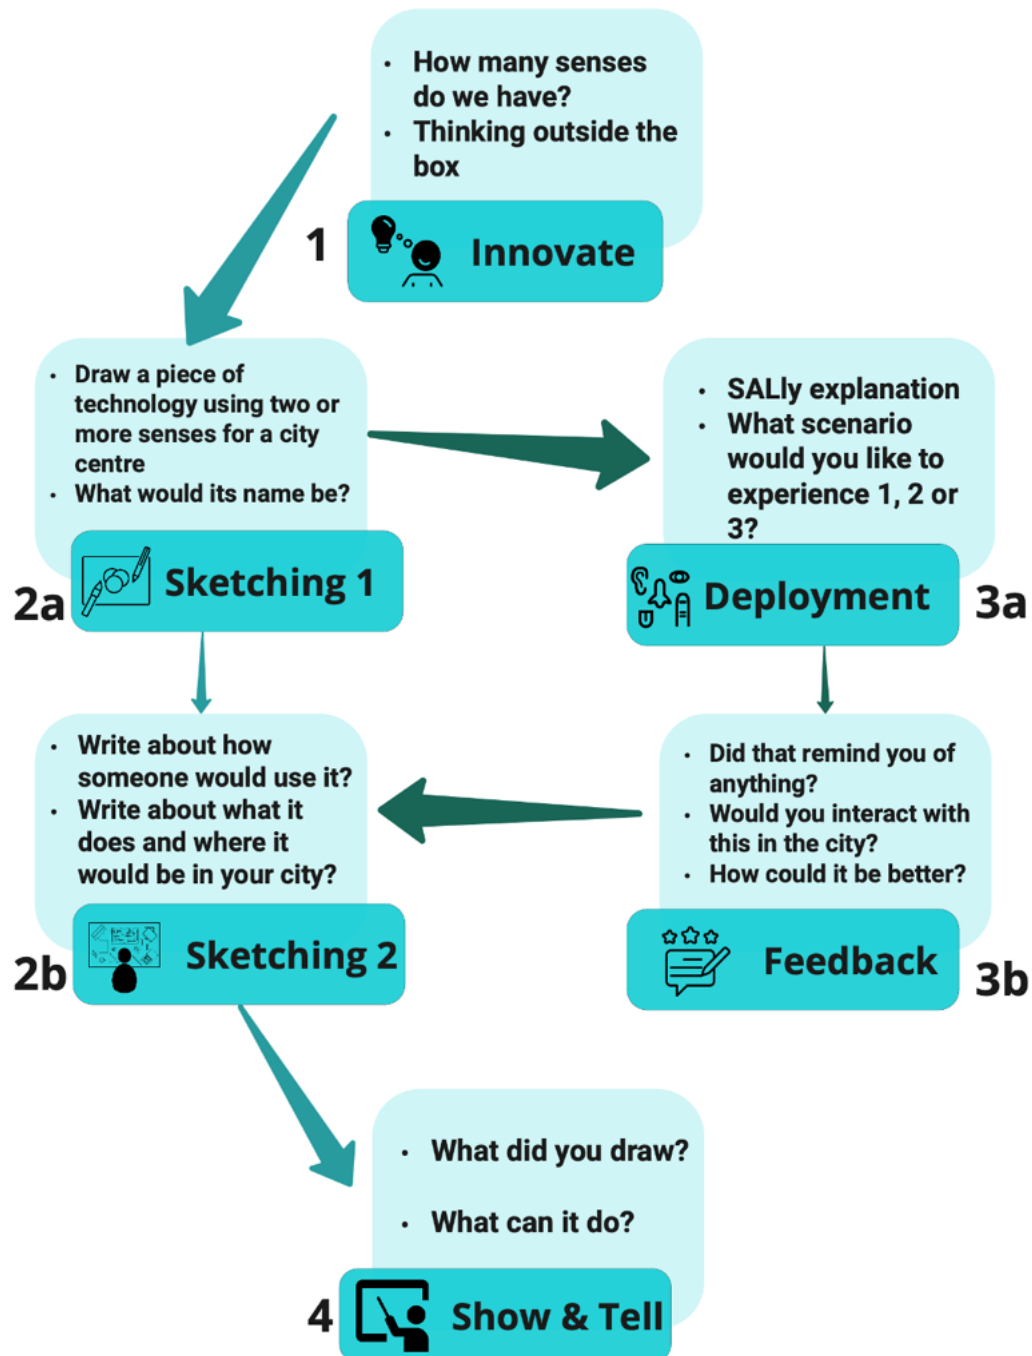 • How many senses
do we have?
• Thinking outside the
box
1
Innovate
• Draw a piece of
technology using two or
more senses for a city
centre
• What would its name be?
2a
Sketching 1
• SALly explanation
• What scenario
would you like to
experience 1, 2 or
3?
Deployment
3a
• Write about how
someone would use it?
• Write about what it
does and where it
would be in your city?
2b
Sketching 2
• Did that remind you of
anything?
• Would you interact with
this in the city?
• How could it be better?
Feedback
3b
• What did you draw?
• What can it do?
4
Show & Tell